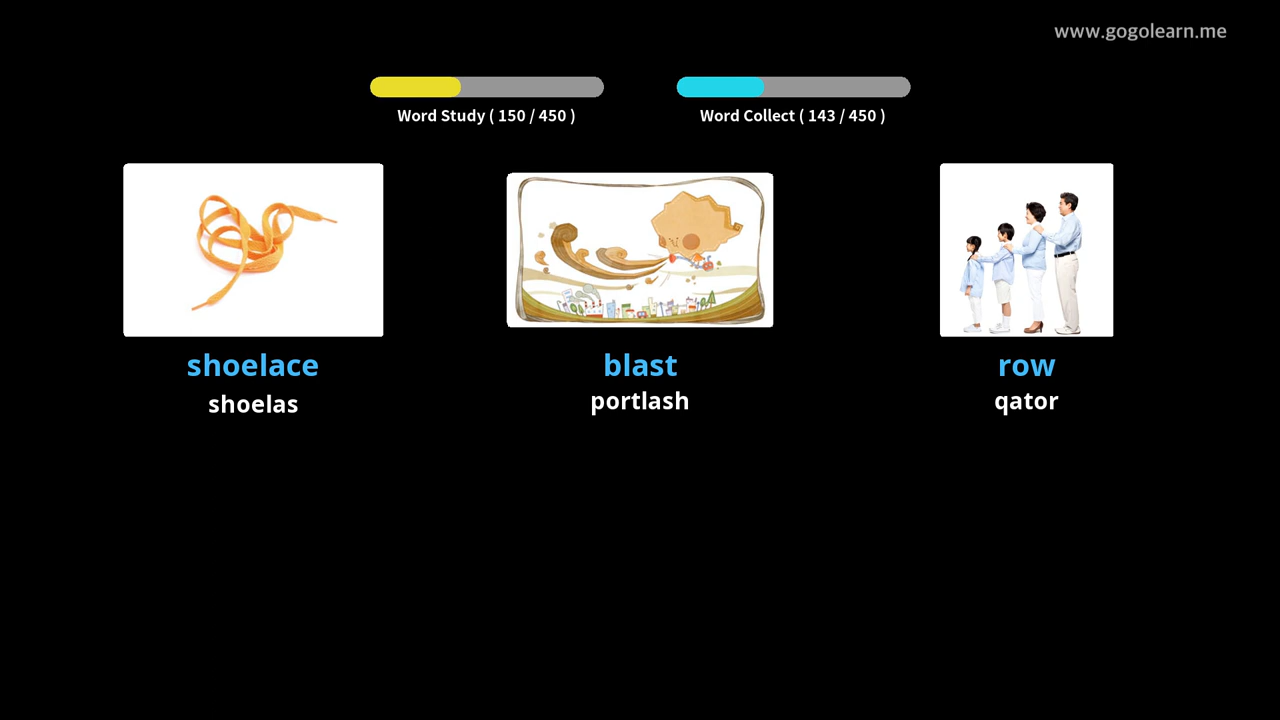 www.gogolearn.me
Word Study ( 150 / 450 )
Word Collect ( 143 / 450 )
shoelace
shoelas
blast
portlash
row
qator